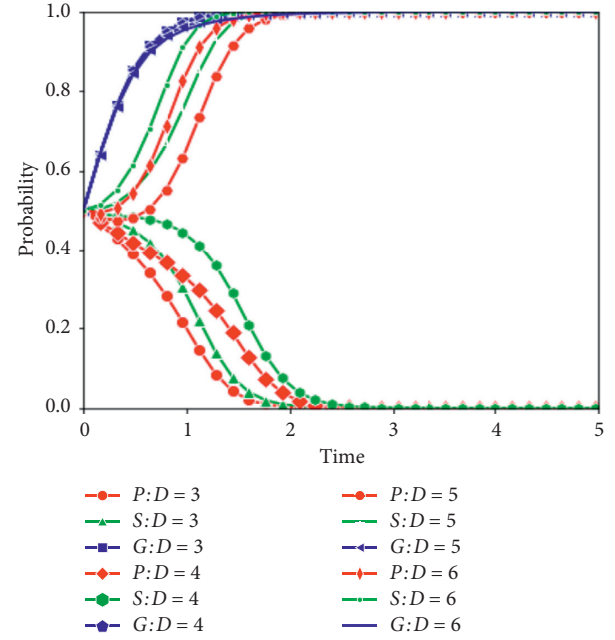 1.0
0.8
0.6
0.4
0.2
0.0
Probability
0 1 2 3 4 5
Time
P:D = 3
S:D = 3
G:D = 3
P:D = 4
S:D = 4
G:D = 4
P:D = 5
S:D = 5
G:D = 5
P:D = 6
S:D = 6
G:D = 6